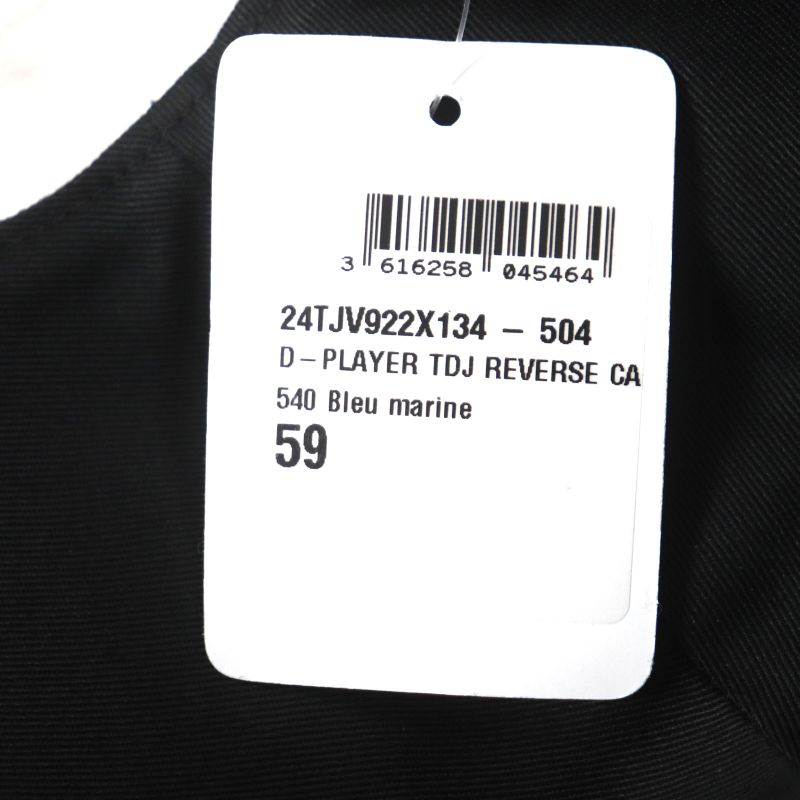 3 616258 045464
24TJV922X134 – 504
D–PLAYER TDJ REVERSE CA
540 Bleu marine
59